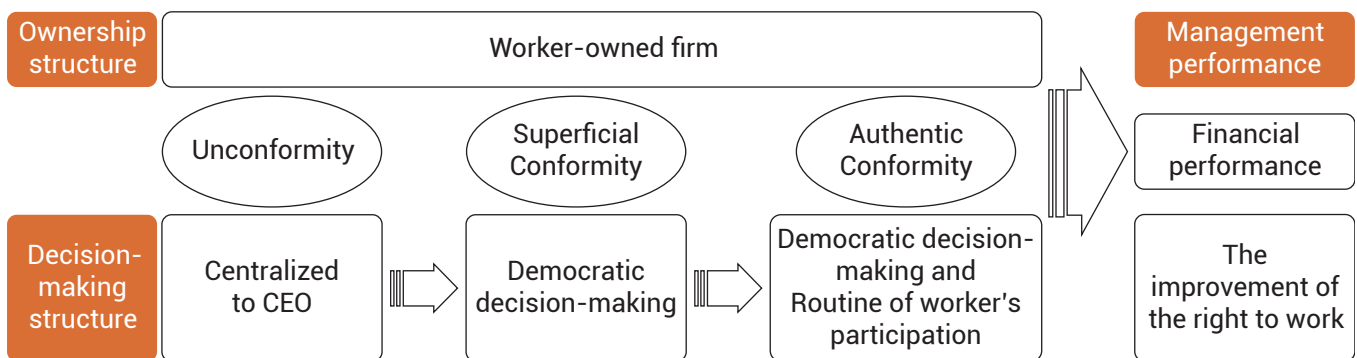 Ownership
structure
Worker-owned firm
Management
performance
Unconformity
Superficial
Conformity
Authentic
Conformity
Financial
performance
Decision-
making
structure
Centralized
to CEO
Democratic
decision-making
Democratic decision-
making and
Routine of worker's
participation
The
improvement of
the right to work